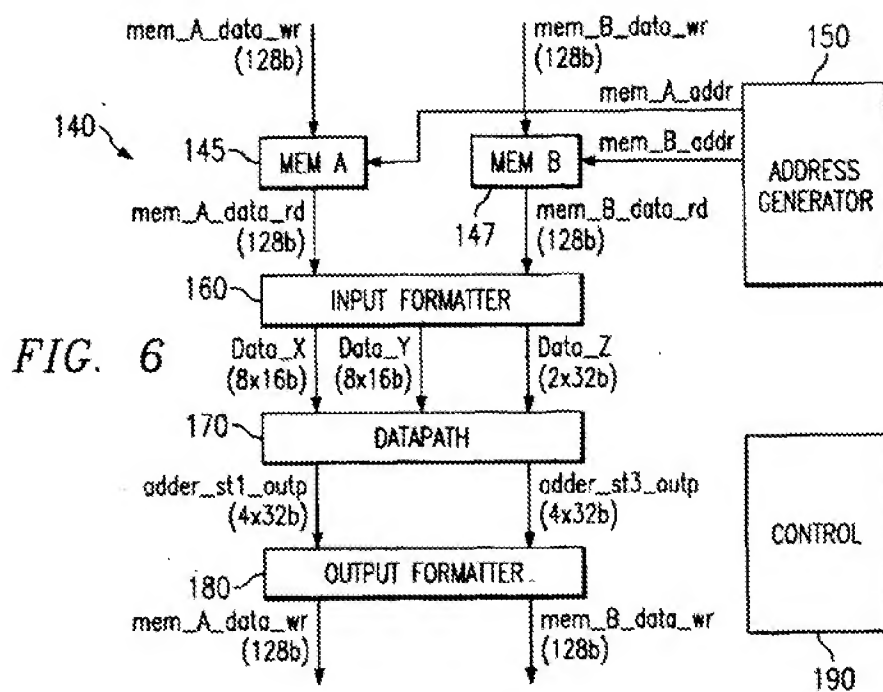 mem_A_data_wr
(128b)
mem_B_data_wr
(128b)
150
mem_A_addr
140
145
MEM A
MEM B
mem_B_addr
ADDRESS
GENERATOR
mem_A_data_rd
(128b)
147
mem_B_data_rd
(128b)
160
INPUT FORMATTER
FIG. 6
Data_X
(8x16b)
Data_Y
(8x16b)
Data_Z
(2x32b)
170
DATAPATH
adder_st1_outp
(4x32b)
adder_st3_outp
(4x32b)
CONTROL
180
OUTPUT FORMATTER
mem_A_data_wr
(128b)
mem_B_data_wr
(128b)
190